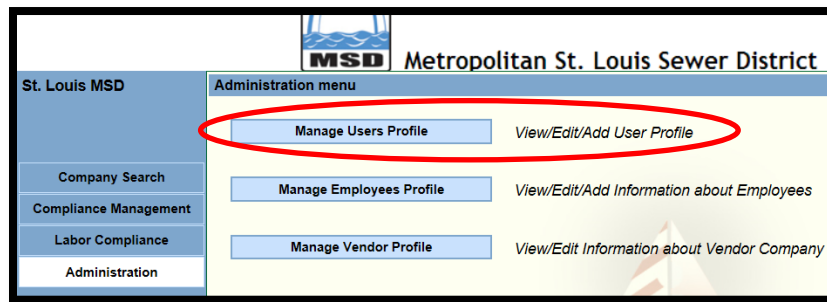 MSD Metropolitan St. Louis Sewer District
St. Louis MSD
Administration menu
Manage Users Profile View/Edit/Add User Profile
Company Search
Manage Employees Profile View/Edit/Add Information about Employees
Compliance Management
Labor Compliance
Manage Vendor Profile View/Edit Information about Vendor Company
Administration